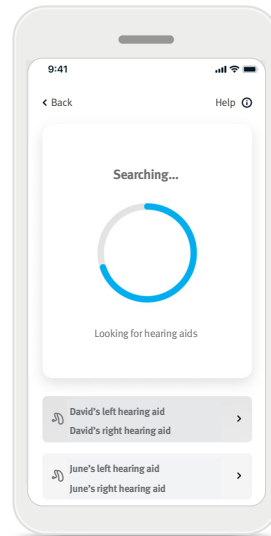 9:41
Back Help
Searching...
Looking for hearing aids
David's left hearing aid
David's right hearing aid
June's left hearing aid
June's right hearing aid